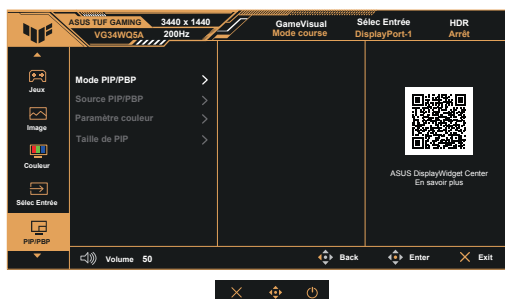 ASUS TUF GAMING 3440 x 1440
VG34WQ5A 200Hz
GameVisual
Mode course
Sélec Entrée
DisplayPort-1
HDR
Arrêt
Jeux
Image
Couleur
Sélec Entrée
PIP/PBP
Mode PIP/PBP
Source PIP/PBP
Paramètre couleur
Taille de PIP
ASUS DisplayWidget Center
En savoir plus
Volume 50
Back
Enter
Exit